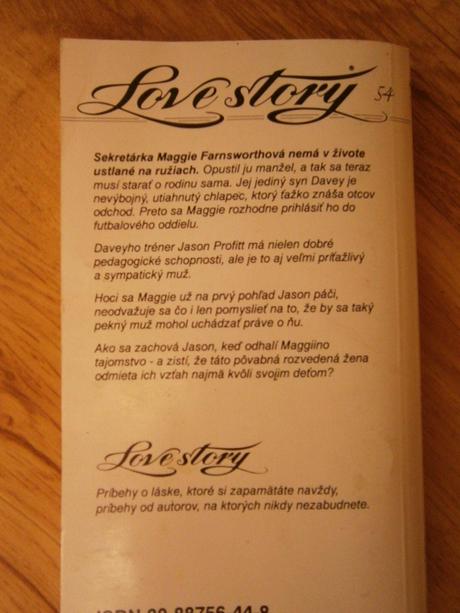 Love story® 54
Sekretárka Maggie Farnsworthová nemá v živote
ustlané na ružiach. Opustil ju manžel, a tak sa teraz
musí starať o rodinu sama. Jej jediný syn Davey je
nevýbojný, utiahnutý chlapec, ktorý ťažko znáša otcov
odchod. Preto sa Maggie rozhodne prihlásiť ho do
futbalového oddielu.
Daveyho tréner Jason Profitt má nielen dobré
pedagogické schopnosti, ale je to aj veľmi príťažlivý
a sympatický muž.
Hoci sa Maggie už na prvý pohľad Jason páči,
neodvažuje sa čo i len pomyslieť na to, že by sa taký
pekný muž mohol uchádzať práve o ňu.
Ako sa zachová Jason, keď odhalí Maggiino
tajomstvo - a zistí, že táto pôvabná rozvedená žena
odmieta ich vzťah najmä kvôli svojim deťom?
Love story
Príbehy o láske, ktoré si zapamätáte navždy,
príbehy od autorov, na ktorých nikdy nezabudnete.
ISBN 80-88756-44-8